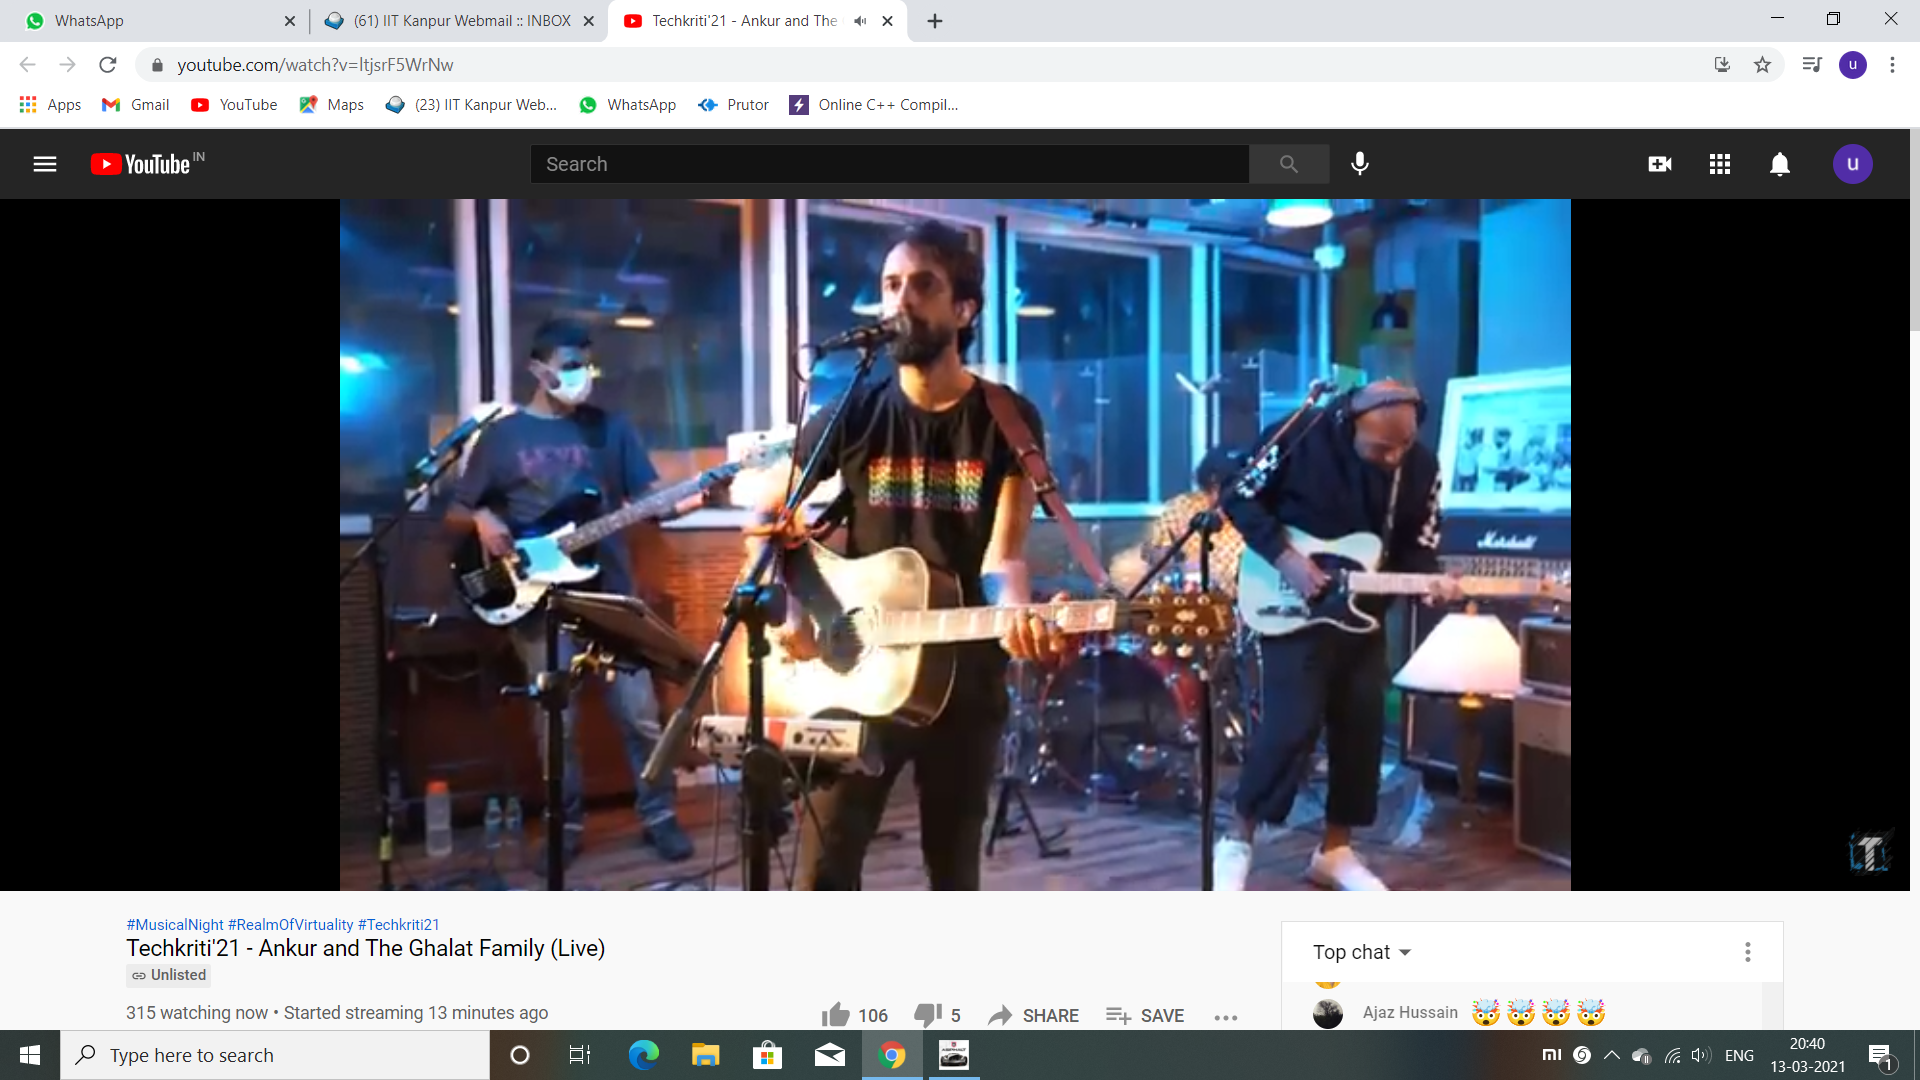 WhatsApp
(61) IIT Kanpur Webmail :: INBOX
Techkriti'21 - Ankur and The
youtube.com/watch?v=ltjsrF5WrNw
u
Apps
Gmail
YouTube
Maps
(23) IIT Kanpur Web...
WhatsApp
Prutor
Online C++ Compil...
YouTube IN
Search
u
Marshall
#MusicalNight #RealmOfVirtuality #Techkriti21
Techkriti'21 - Ankur and The Ghalat Family (Live)
Unlisted
315 watching now • Started streaming 13 minutes ago
106
5
SHARE
SAVE
Top chat
Ajaz Hussain
Type here to search
mi
ENG
20:40
13-03-2021
1